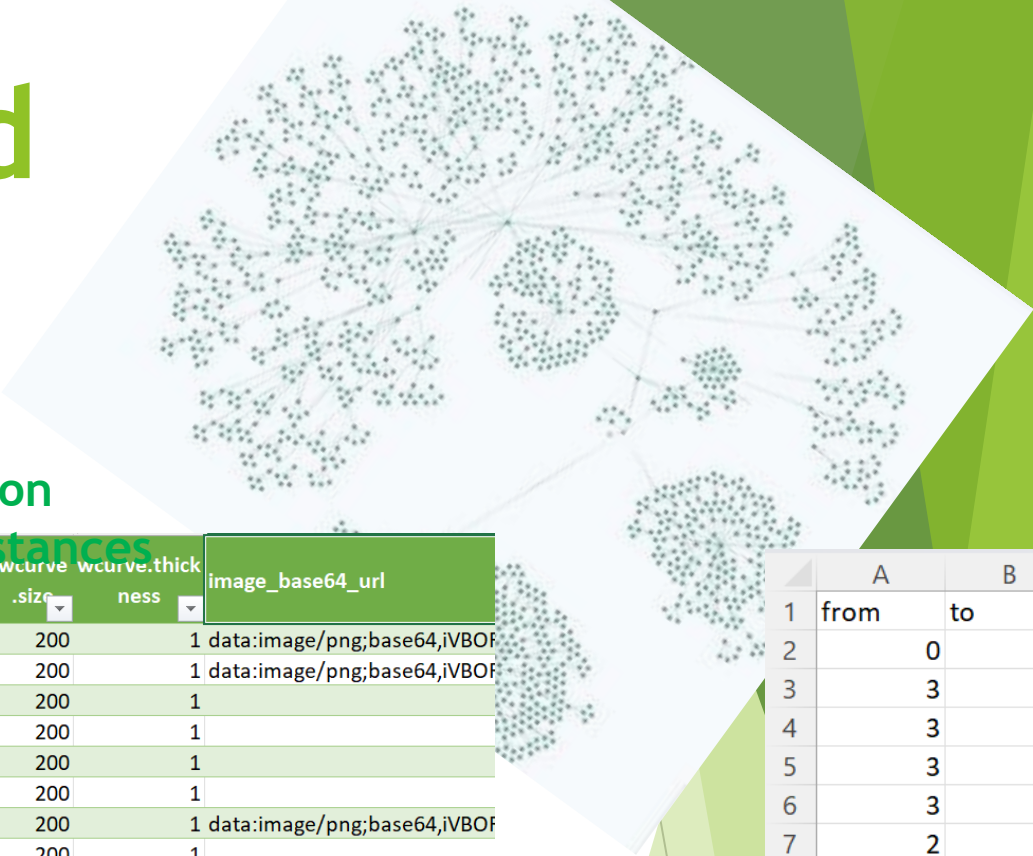 d
on
stances
wcurve wcurve.thick
.size ness image_base64_url
200 1 data:image/png;base64,iVBOF
200 1 data:image/png;base64,iVBOF
200 1
200 1
200 1
200 1
200 1 data:image/png;base64,iVBOF
200 1
A B
1 from to
2 0
3 3
4 3
5 3
6 3
7 2